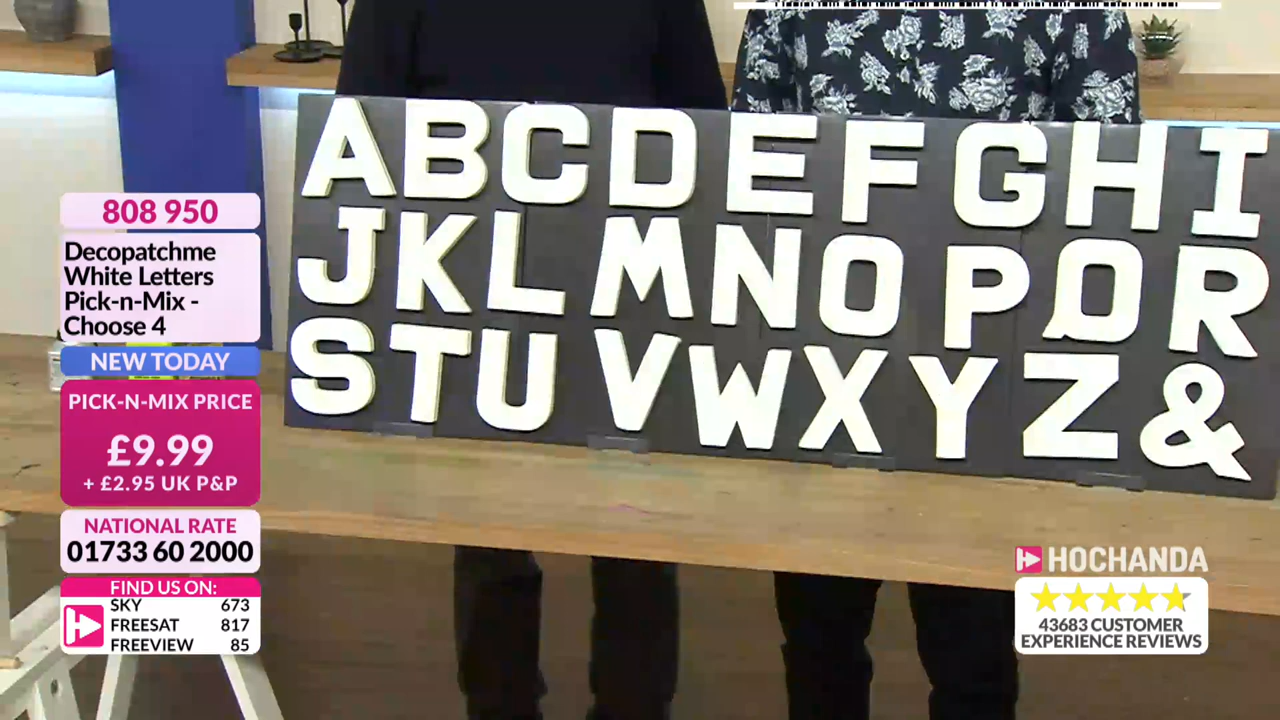 808 950
Decopatchme
White Letters
Pick-n-Mix -
Choose 4
NEW TODAY
PICK-N-MIX PRICE
£9.99
+ £2.95 UK P&P
NATIONAL RATE
01733 60 2000
FIND US ON:
SKY 673
FREESAT 817
FREEVIEW 85
ABCDEFGHI
JKLMNOPQR
STUVWXYZ&
HOCHANDA
43683 CUSTOMER
EXPERIENCE REVIEWS